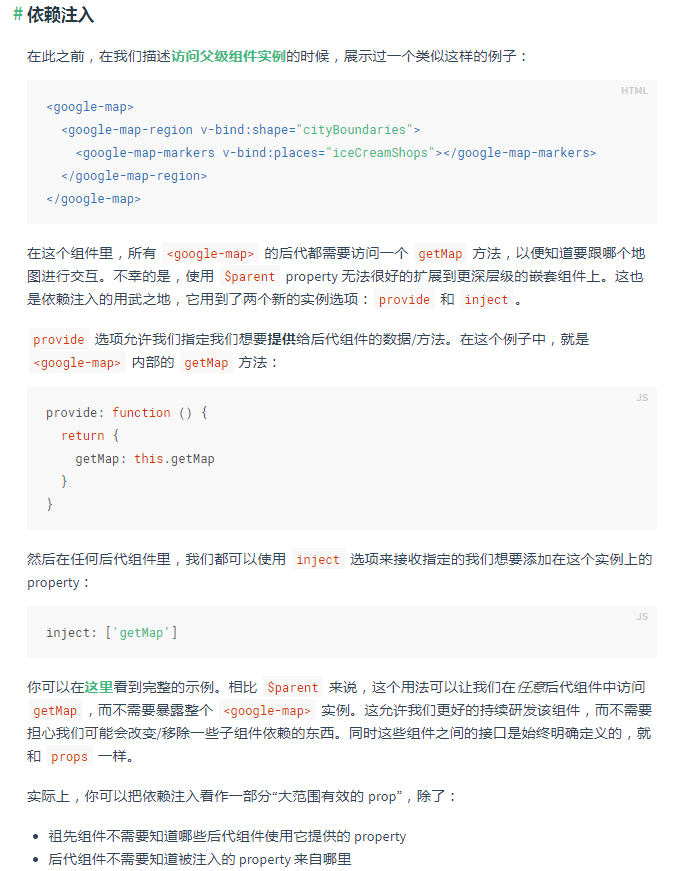 # 依赖注入
在此之前，在我们描述访问父级组件实例的时候，展示过一个类似这样的例子：
HTML
<google-map>
  <google-map-region v-bind:shape="cityBoundaries">
    <google-map-markers v-bind:places="iceCreamShops"></google-map-markers>
  </google-map-region>
</google-map>
在这个组件里，所有 <google-map> 的后代都需要访问一个 getMap 方法，以便知道要跟哪个地
图进行交互。不幸的是，使用 $parent property 无法很好的扩展到更深层级的嵌套组件上。这也
是依赖注入的用武之地，它用到了两个新的实例选项：provide 和 inject。
provide 选项允许我们指定我们想要提供给后代组件的数据/方法。在这个例子中，就是
<google-map> 内部的 getMap 方法：
JS
provide: function () {
  return {
    getMap: this.getMap
  }
}
然后在任何后代组件里，我们都可以使用 inject 选项来接收指定的我们想要添加在这个实例上的
property：
JS
inject: ['getMap']
你可以在这里看到完整的示例。相比 $parent 来说，这个用法可以让我们在任意后代组件中访问
getMap，而不需要暴露整个 <google-map> 实例。这允许我们更好的持续研发该组件，而不需要
担心我们可能会改变/移除一些子组件依赖的东西。同时这些组件之间的接口是始终明确定义的，就
和 props 一样。
实际上，你可以把依赖注入看作一部分“大范围有效的 prop”，除了：
• 祖先组件不需要知道哪些后代组件使用它提供的 property
• 后代组件不需要知道被注入的 property 来自哪里